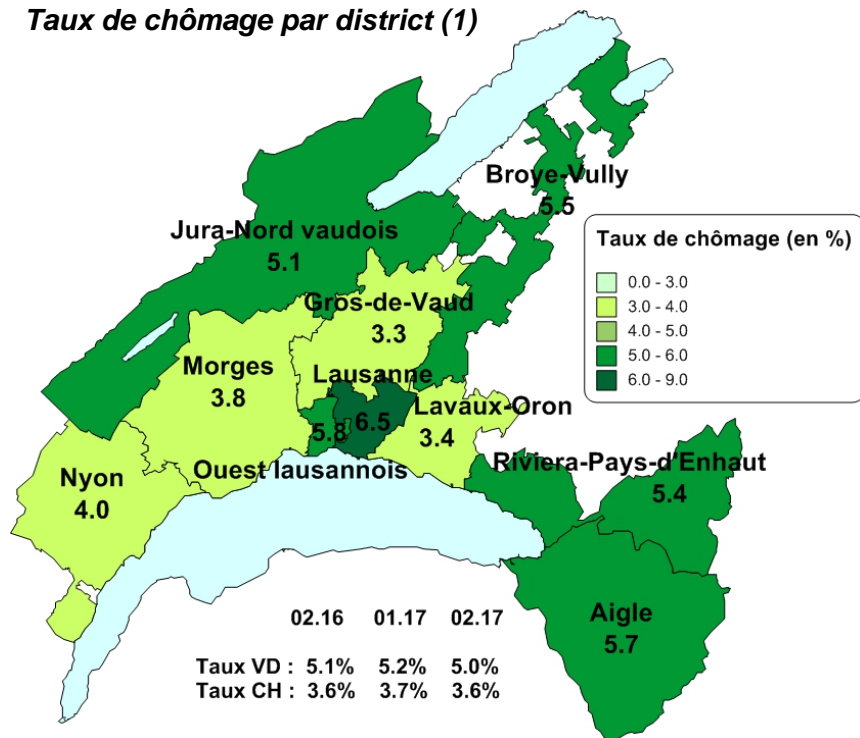 Taux de chômage par district (1)
Broye-Vully
5.5
Jura-Nord vaudois
5.1
Taux de chômage (en %)
0.0 - 3.0
3.0 - 4.0
4.0 - 5.0
5.0 - 6.0
6.0 - 9.0
Gros-de-Vaud
3.3
Morges
3.8
Lausanne
6.5
5.8
Ouest lausannois
Lavaux-Oron
3.4
Riviera-Pays-d'Enhaut
5.4
Nyon
4.0
Aigle
5.7
02.16 01.17 02.17
Taux VD : 5.1% 5.2% 5.0%
Taux CH : 3.6% 3.7% 3.6%